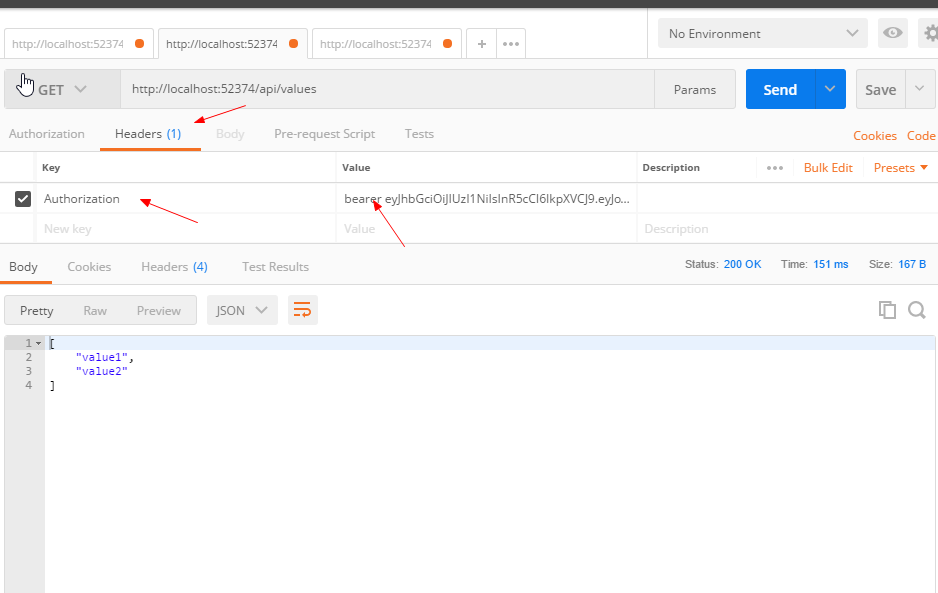 http://localhost:52374 http://localhost:52374 http://localhost:52374 + ••• No Environment
GET http://localhost:52374/api/values Params Send Save
Authorization Headers (1) Body Pre-request Script Tests Cookies Code
Key Value Description ••• Bulk Edit Presets
Authorization bearer eyJhbGciOiJIUzI1NiIsInR5cCI6IkpXVCJ9.eyJo...
New key Value Description
Body Cookies Headers (4) Test Results Status: 200 OK Time: 151 ms Size: 167 B
Pretty Raw Preview JSON
1 [
2 "value1",
3 "value2"
4 ]